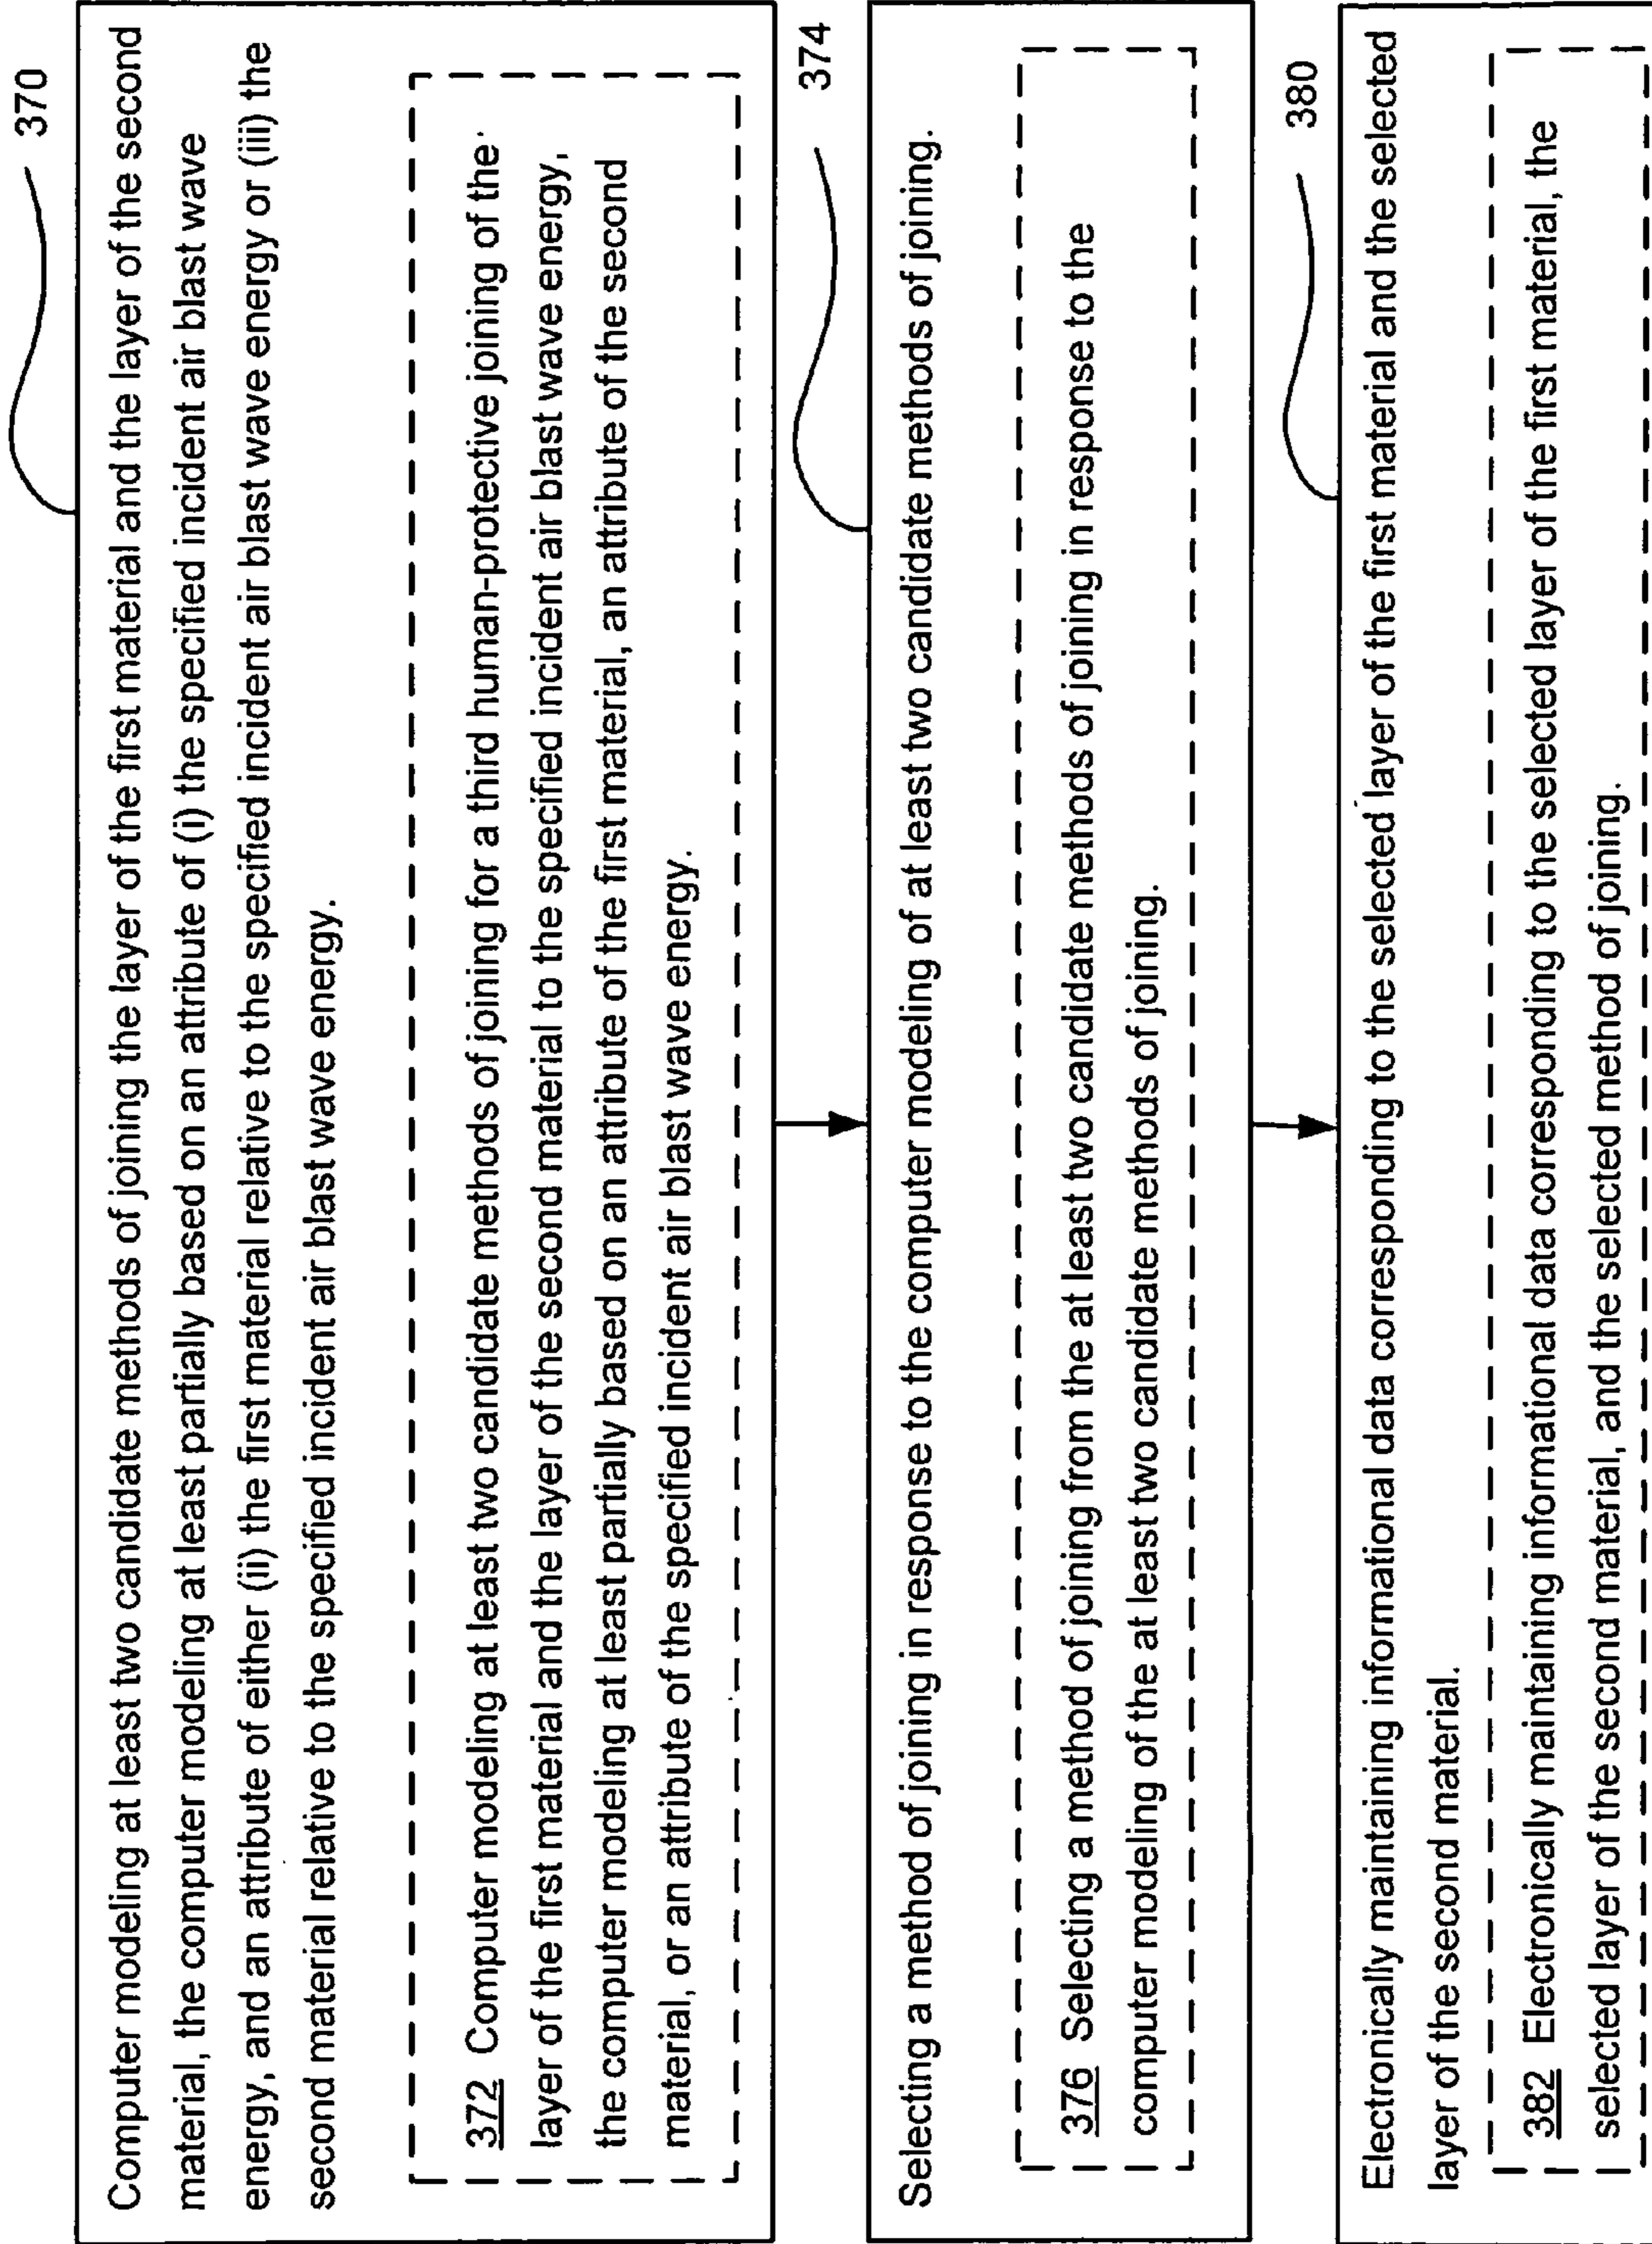 370
Computer modeling at least two candidate methods of joining the layer of the first material and the layer of the second
material, the computer modeling at least partially based on an attribute of (i) the specified incident air blast wave
energy, and an attribute of either (ii) the first material relative to the specified incident air blast wave energy or (iii) the
second material relative to the specified incident air blast wave energy.
372 Computer modeling at least two candidate methods of joining for a third human-protective joining of the
layer of the first material and the layer of the second material to the specified incident air blast wave energy,
the computer modeling at least partially based on an attribute of the first material, an attribute of the second
material, or an attribute of the specified incident air blast wave energy.
374
Selecting a method of joining in response to the computer modeling of at least two candidate methods of joining.
376 Selecting a method of joining from the at least two candidate methods of joining in response to the
computer modeling of the at least two candidate methods of joining.
380
Electronically maintaining informational data corresponding to the selected layer of the first material and the selected
layer of the second material.
382 Electronically maintaining informational data corresponding to the selected layer of the first material, the
selected layer of the second material, and the selected method of joining.